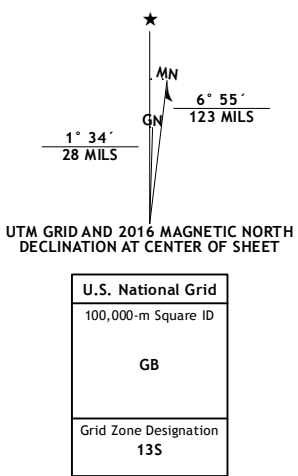 MN
GN
6° 55´
123 MILS
1° 34´
28 MILS
UTM GRID AND 2016 MAGNETIC NORTH
DECLINATION AT CENTER OF SHEET
U.S. National Grid
100,000-m Square ID
GB
Grid Zone Designation
13S